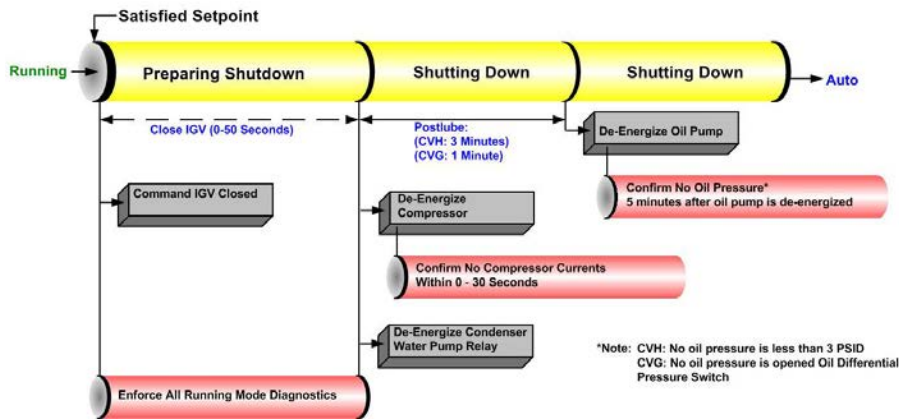 Satisfied Setpoint
Running
Preparing Shutdown
Shutting Down
Shutting Down
Auto
Close IGV (0-50 Seconds)
Postlube:
(CVH: 3 Minutes)
(CVG: 1 Minute)
De-Energize Oil Pump
Command IGV Closed
De-Energize
Compressor
Confirm No Oil Pressure*
5 minutes after oil pump is de-energized
Confirm No Compressor Currents
Within 0 - 30 Seconds
De-Energize Condenser
Water Pump Relay
*Note: CVH: No oil pressure is less than 3 PSID
CVG: No oil pressure is opened Oil Differential
Pressure Switch
Enforce All Running Mode Diagnostics